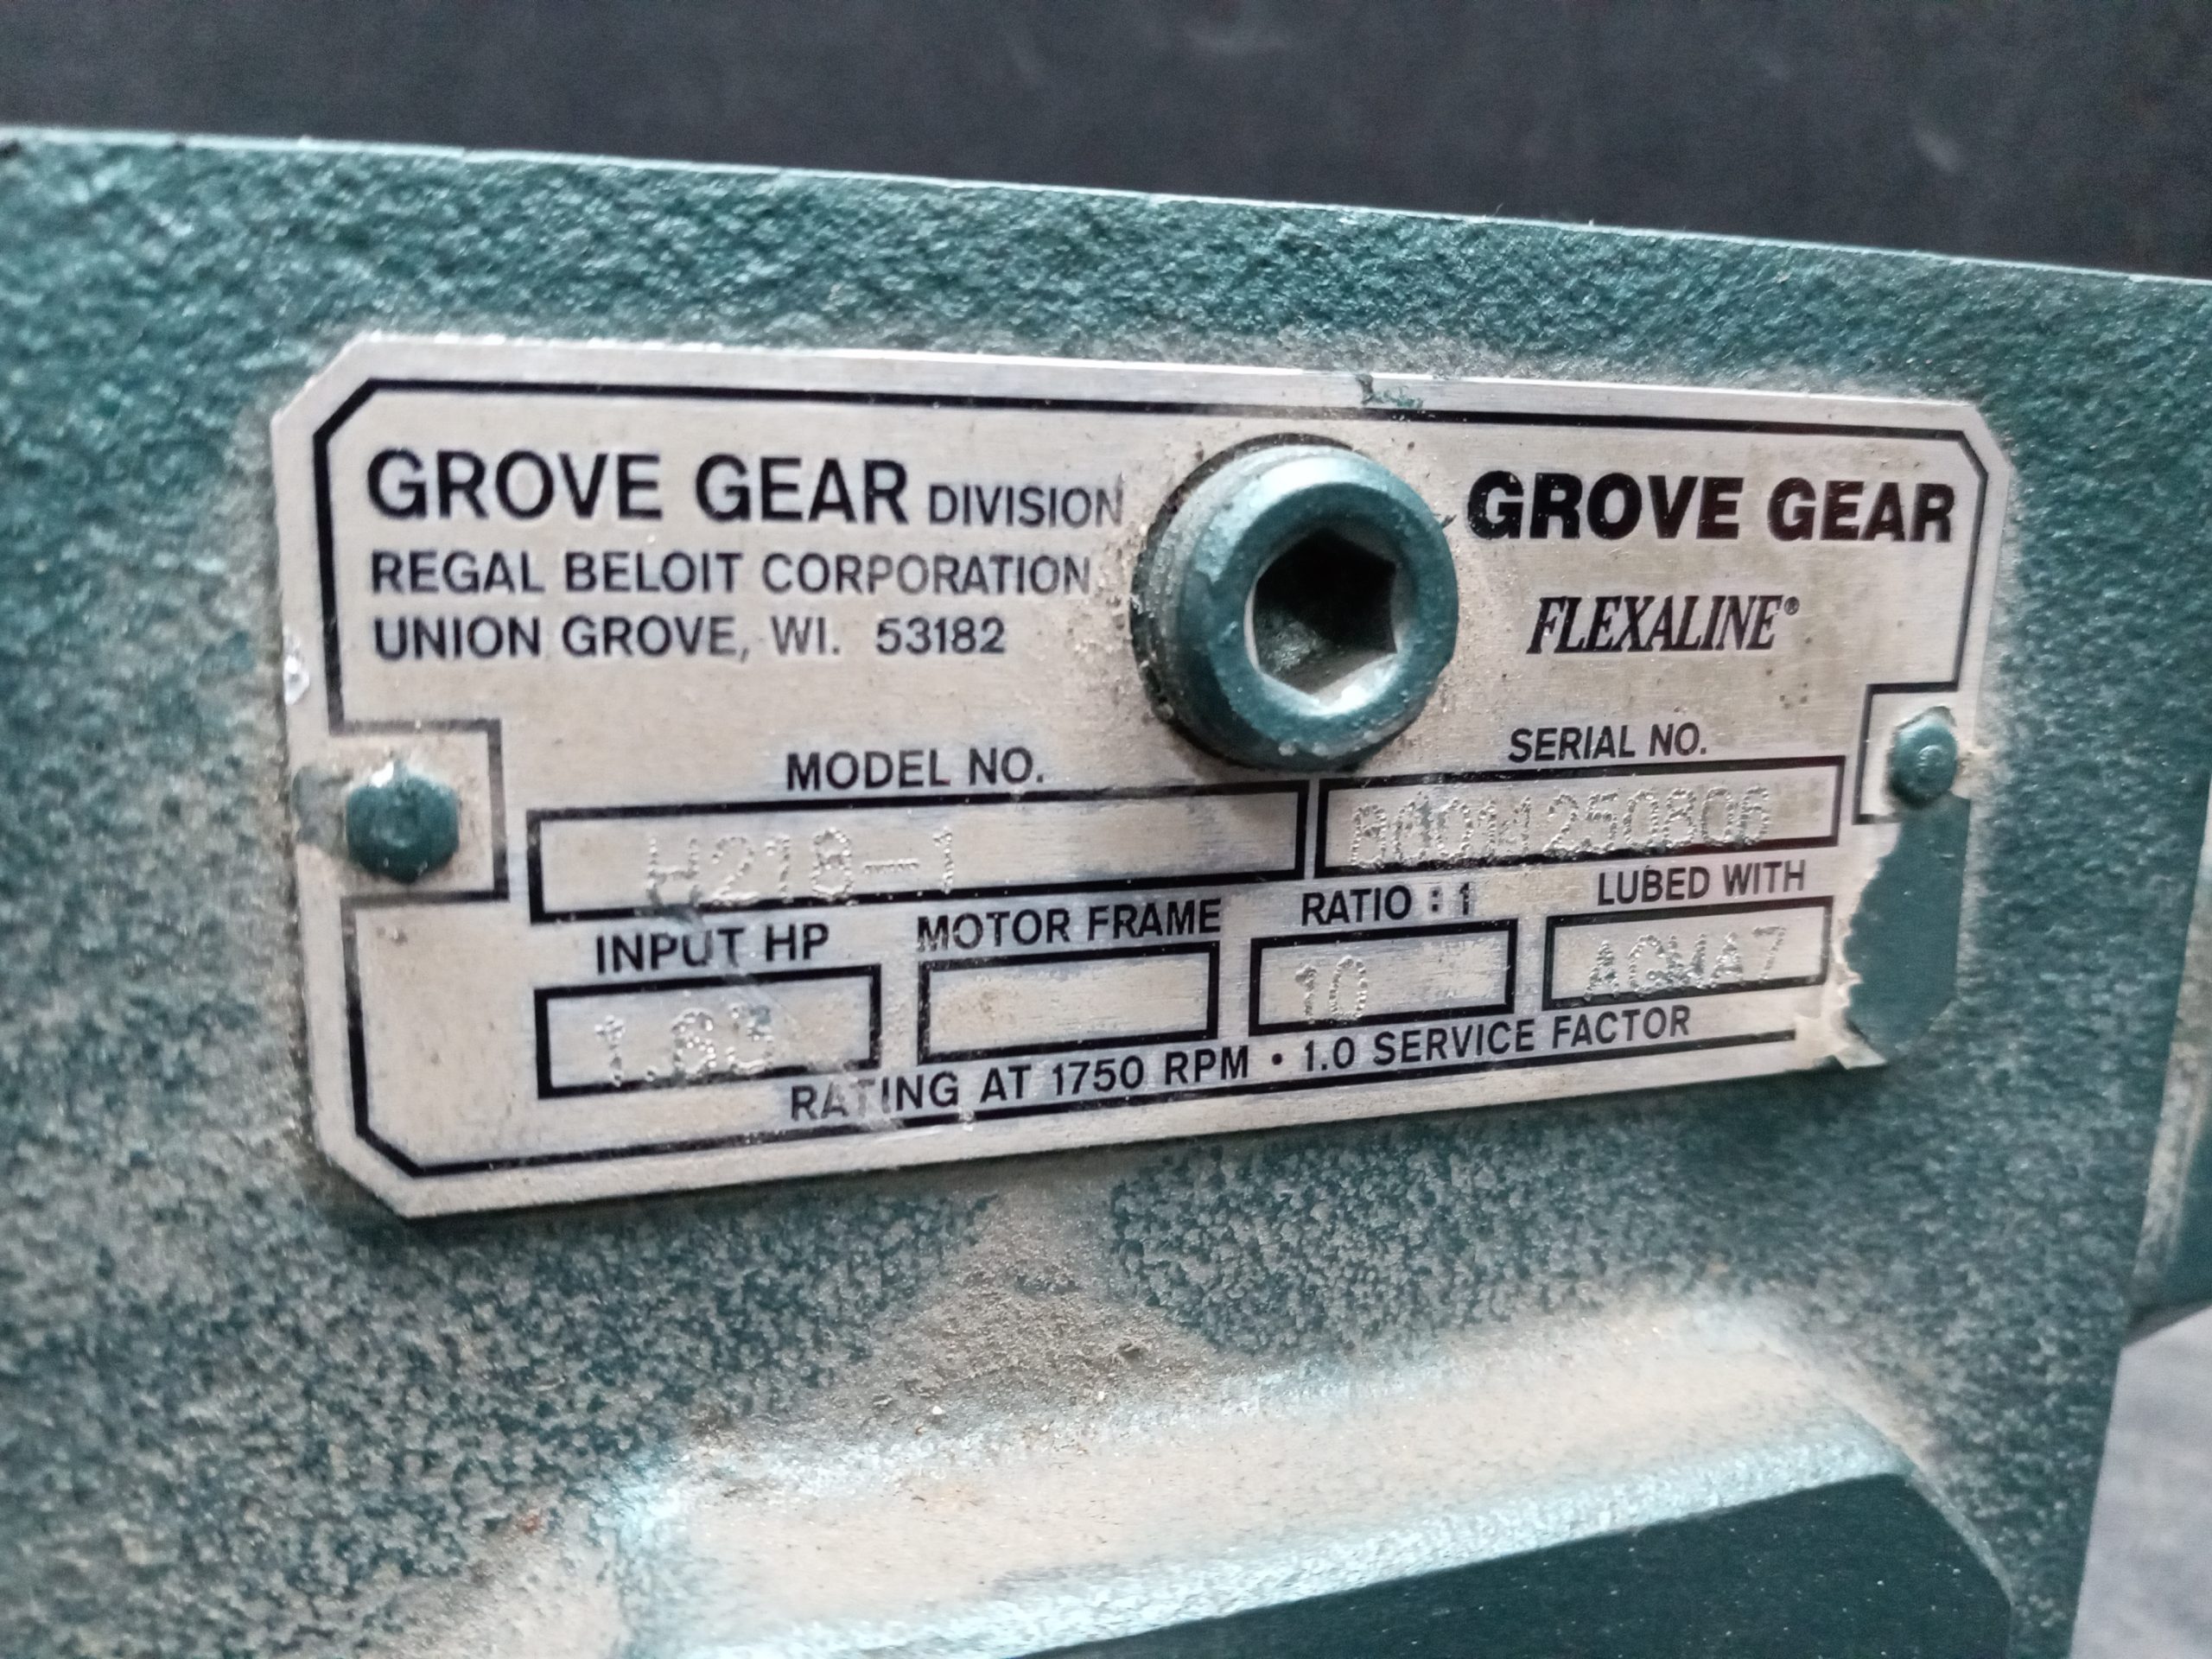 GROVE GEAR DIVISION
REGAL BELOIT CORPORATION
UNION GROVE, WI. 53182
GROVE GEAR
FLEXALINE®
MODEL NO.
H218--1
SERIAL NO.
INPUT HP
MOTOR FRAME
RATIO : 1
10
LUBED WITH
AGMA7
RATING AT 1750 RPM • 1.0 SERVICE FACTOR